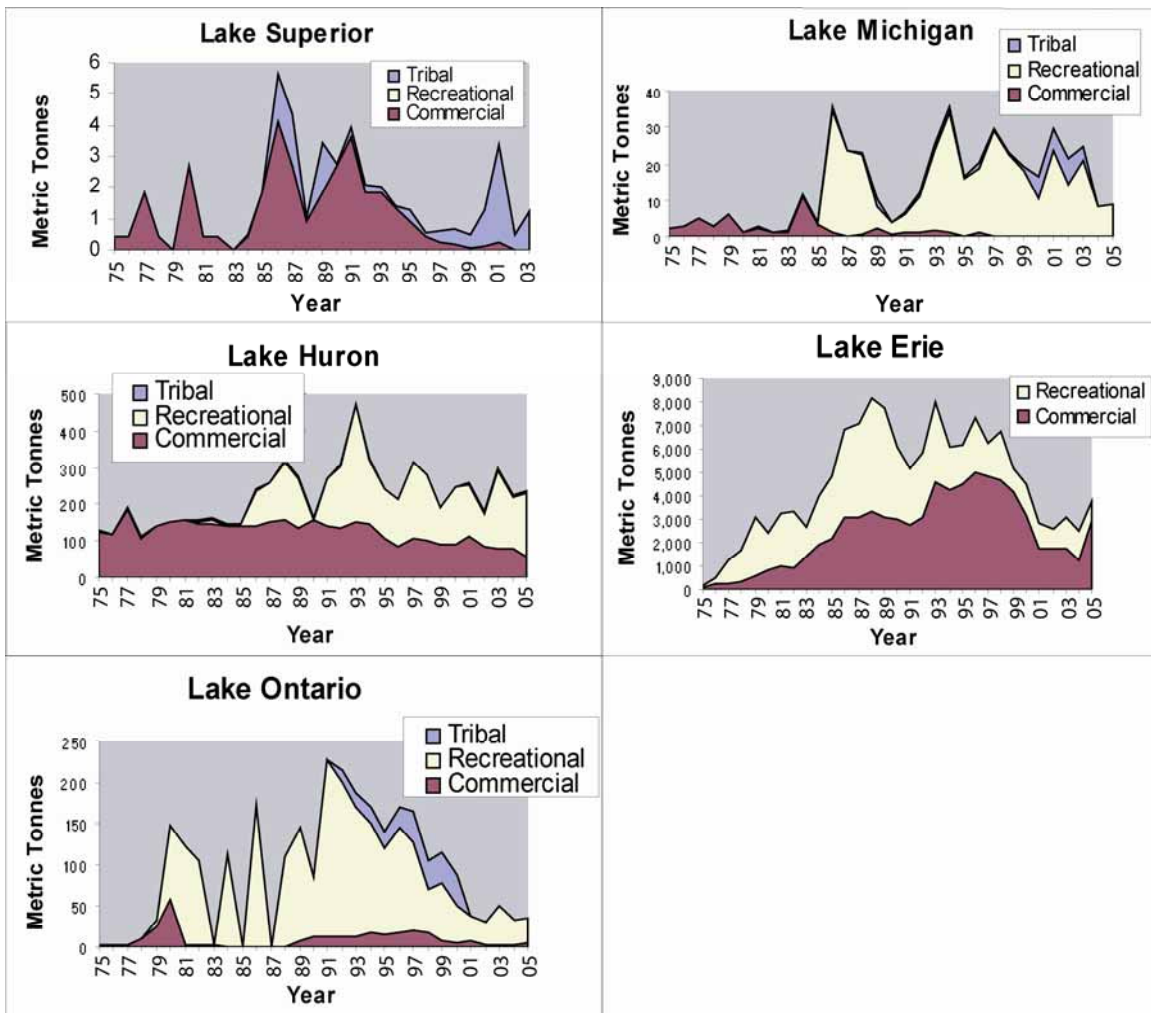 Lake Superior
Metric Tonnes
6
5
4
3
2
1
0
Tribal
Recreational
Commercial
75 77 79 81 83 85 87 89 91 93 95 97 99 01 03
Year
Lake Michigan
Metric Tonnes
40
30
20
10
0
Tribal
Recreational
Commercial
75 77 79 81 83 85 87 89 91 93 95 97 99 01 03 05
Year
Lake Huron
Metric Tonnes
500
400
300
200
100
0
Tribal
Recreational
Commercial
75 77 79 81 83 85 87 89 91 93 95 97 99 01 03 05
Year
Lake Erie
Metric Tonnes
9,000
8,000
7,000
6,000
5,000
4,000
3,000
2,000
1,000
0
Recreational
Commercial
75 77 79 81 83 85 87 89 91 93 95 97 99 01 03 05
Year
Lake Ontario
Metric Tonnes
250
200
150
100
50
0
Tribal
Recreational
Commercial
75 77 79 81 83 85 87 89 91 93 95 97 99 01 03 05
Year